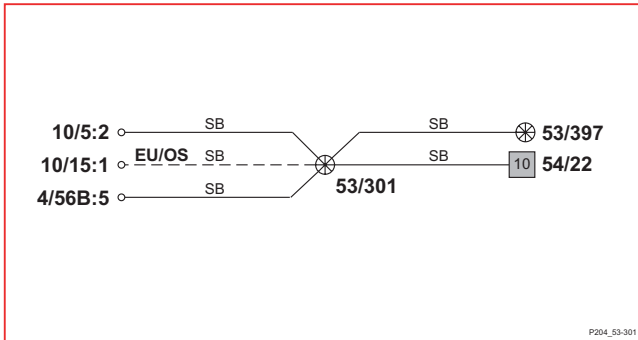 SB SB
10/5:2 53/397
EU/OS SB SB
10/15:1 10 54/22
SB
4/56B:5 53/301
P204_53-301